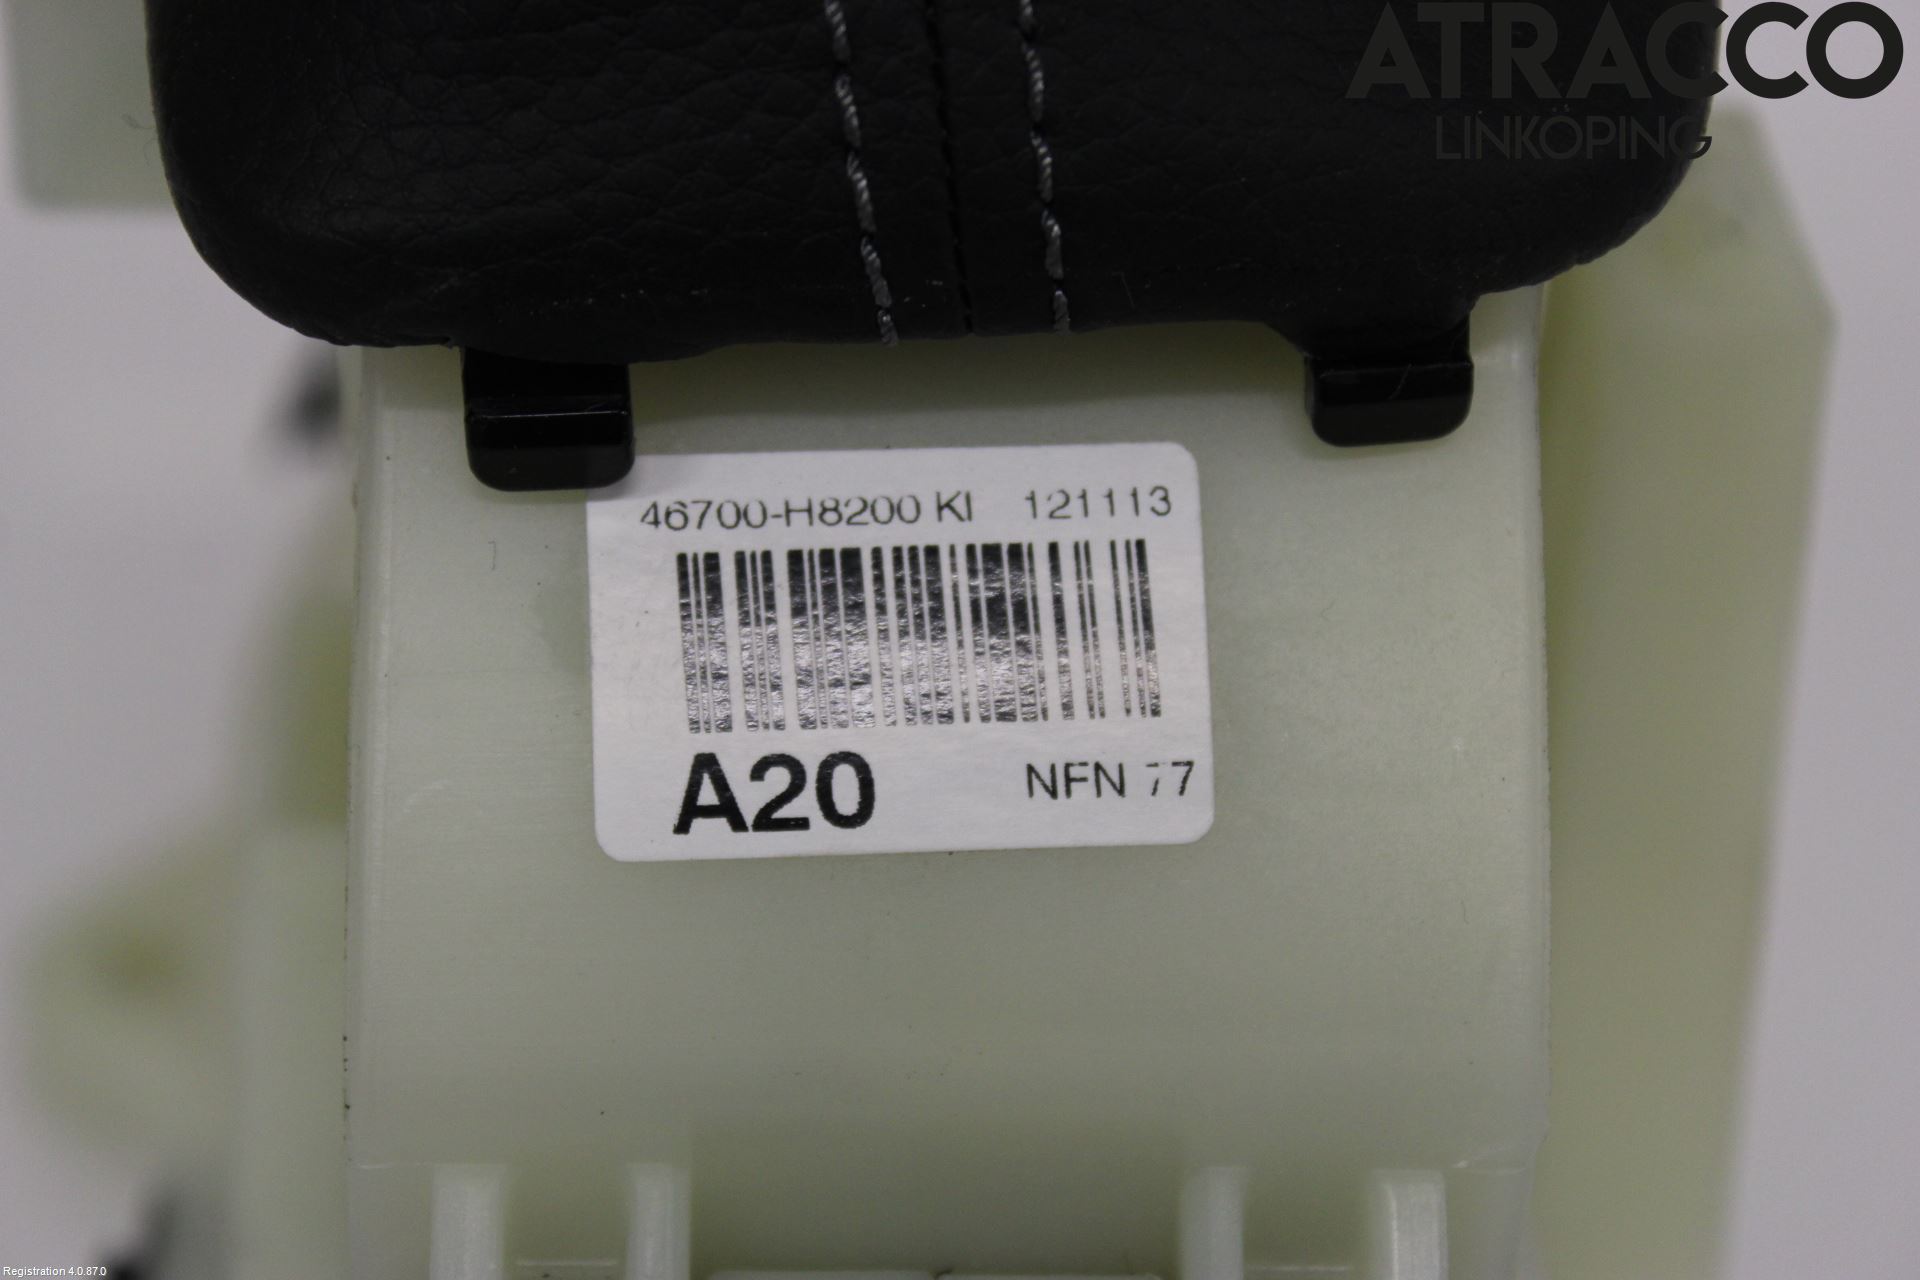 ATRACCO
LINKÖPING
46700-H8200 KI 121113
A20 NFN 77
Registration 4.0.87.0